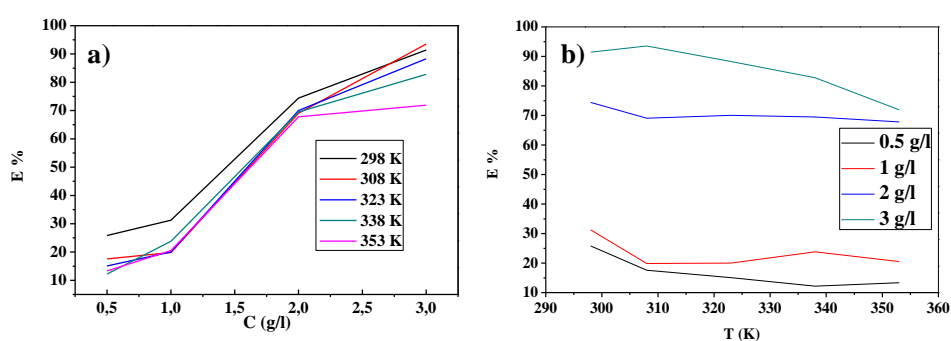 a)
E %
100
90
80
70
60
50
40
30
20
10
298 K
308 K
323 K
338 K
353 K
0,5 1,0 1,5 2,0 2,5 3,0
C (g/l)
b)
E %
100
90
80
70
60
50
40
30
20
10
0.5 g/l
1 g/l
2 g/l
3 g/l
290 300 310 320 330 340 350 360
T (K)